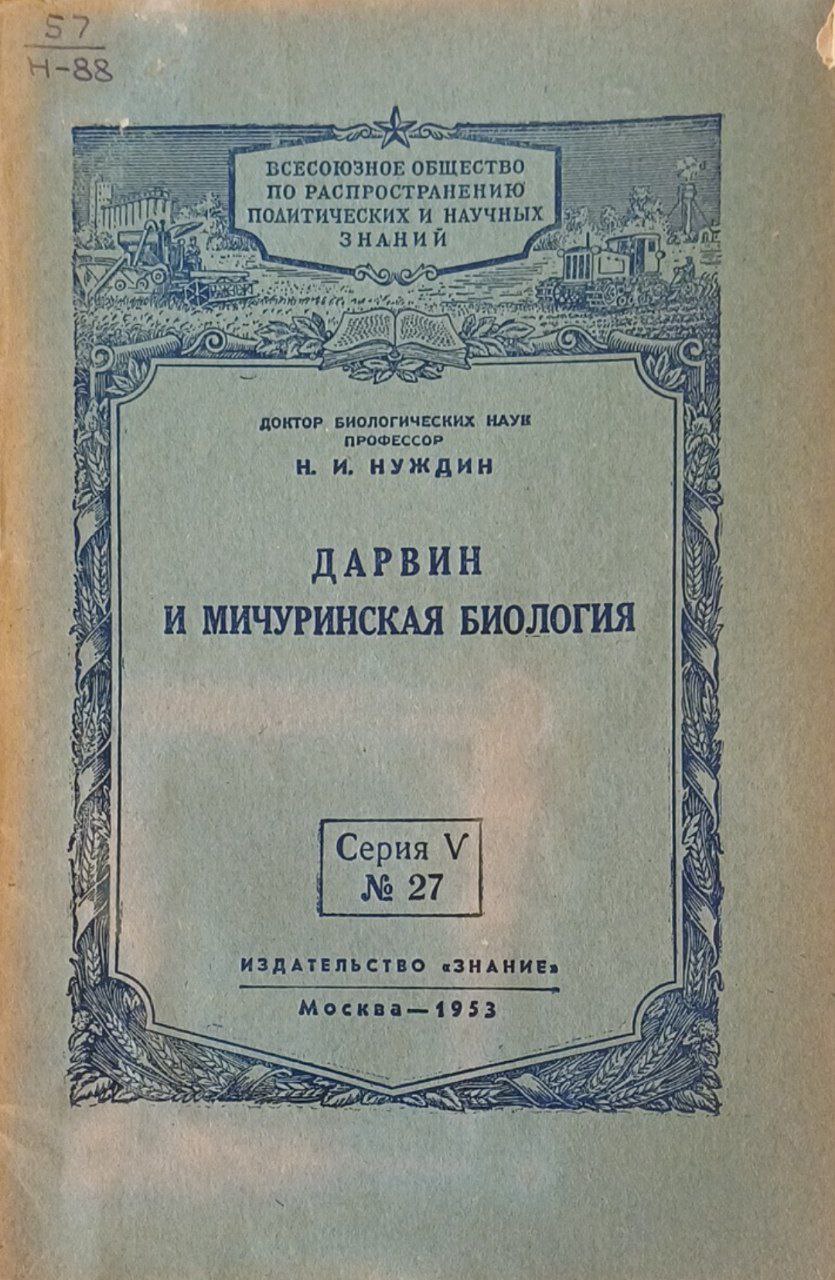 57
Н-88
ВСЕСОЮЗНОЕ ОБЩЕСТВО
ПО РАСПРОСТРАНЕНИЮ
ПОЛИТИЧЕСКИХ И НАУЧНЫХ
ЗНАНИЙ
ДОКТОР БИОЛОГИЧЕСКИХ НАУК
ПРОФЕССОР
Н. И. НУЖДИН
ДАРВИН
И МИЧУРИНСКАЯ БИОЛОГИЯ
Серия V
№ 27
ИЗДАТЕЛЬСТВО «ЗНАНИЕ»
Москва — 1953